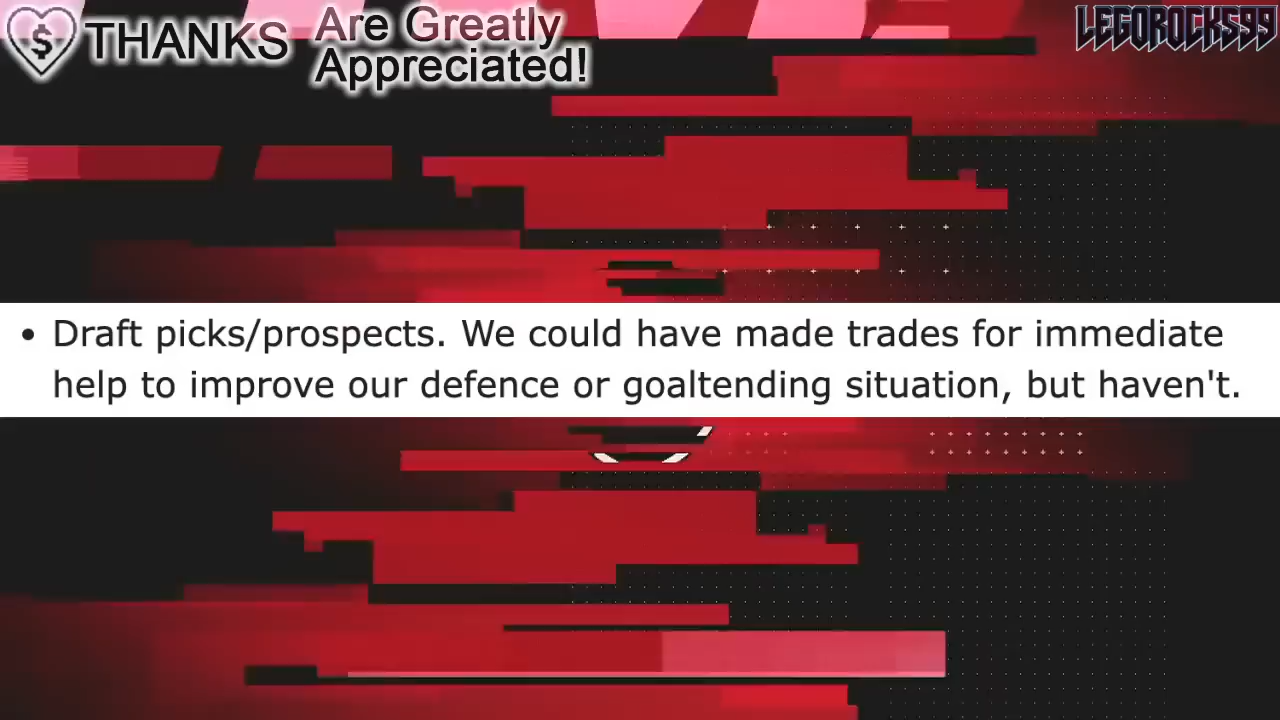 $ THANKS Are Greatly
Appreciated!
LEGOROCKS99
• Draft picks/prospects. We could have made trades for immediate
help to improve our defence or goaltending situation, but haven't.